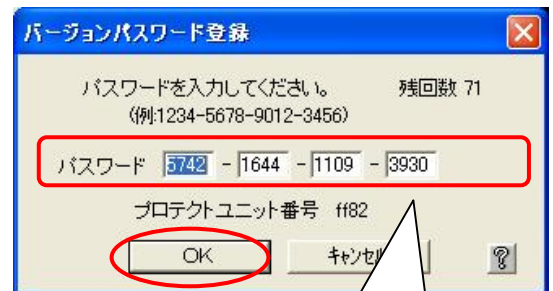 バージョンパスワード登録
パスワードを入力してください。 残回数 71
(例:1234-5678-9012-3456)
パスワード 5742 - 1644 - 1109 - 3930
プロテクトユニット番号 ff82
OK キャンセル ?